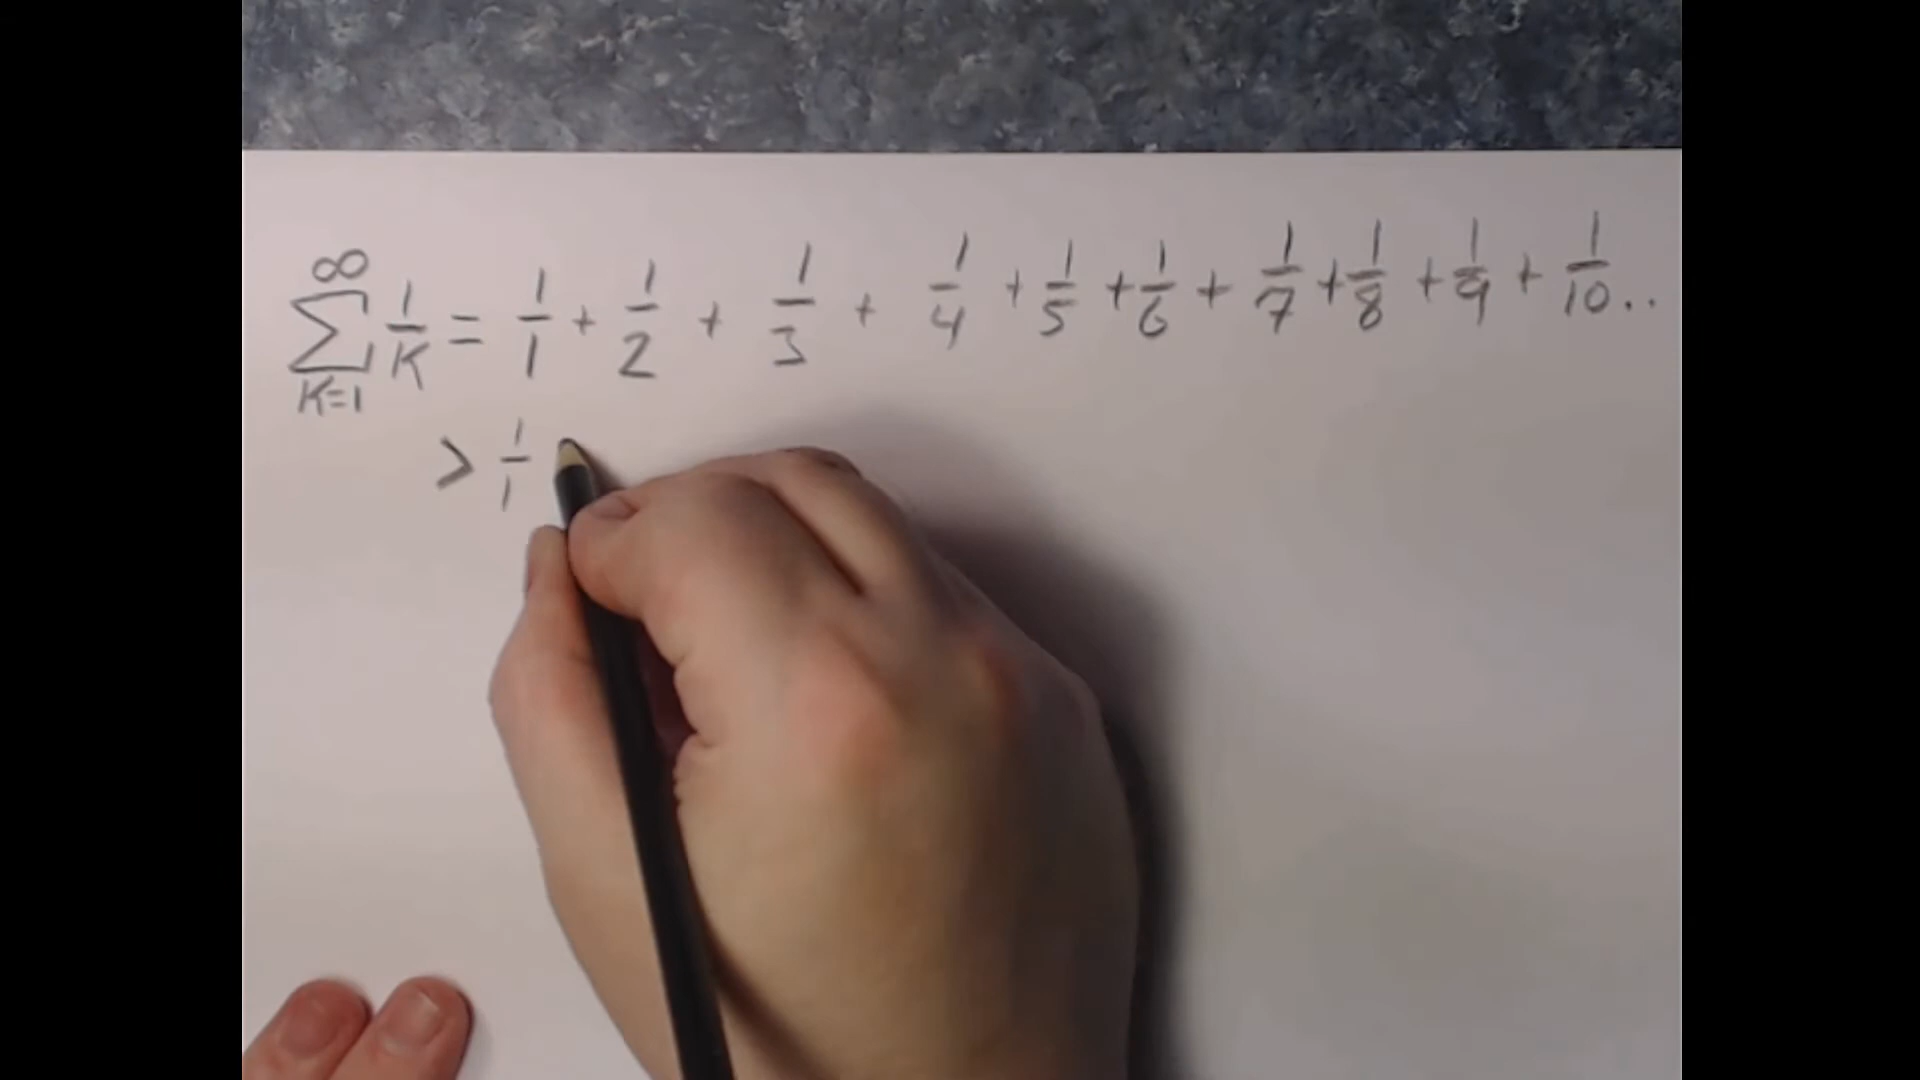 ∞
∑ 1/K = 1/1 + 1/2 + 1/3 + 1/4 + 1/5 + 1/6 + 1/7 + 1/8 + 1/9 + 1/10..
K=1
> 1/1